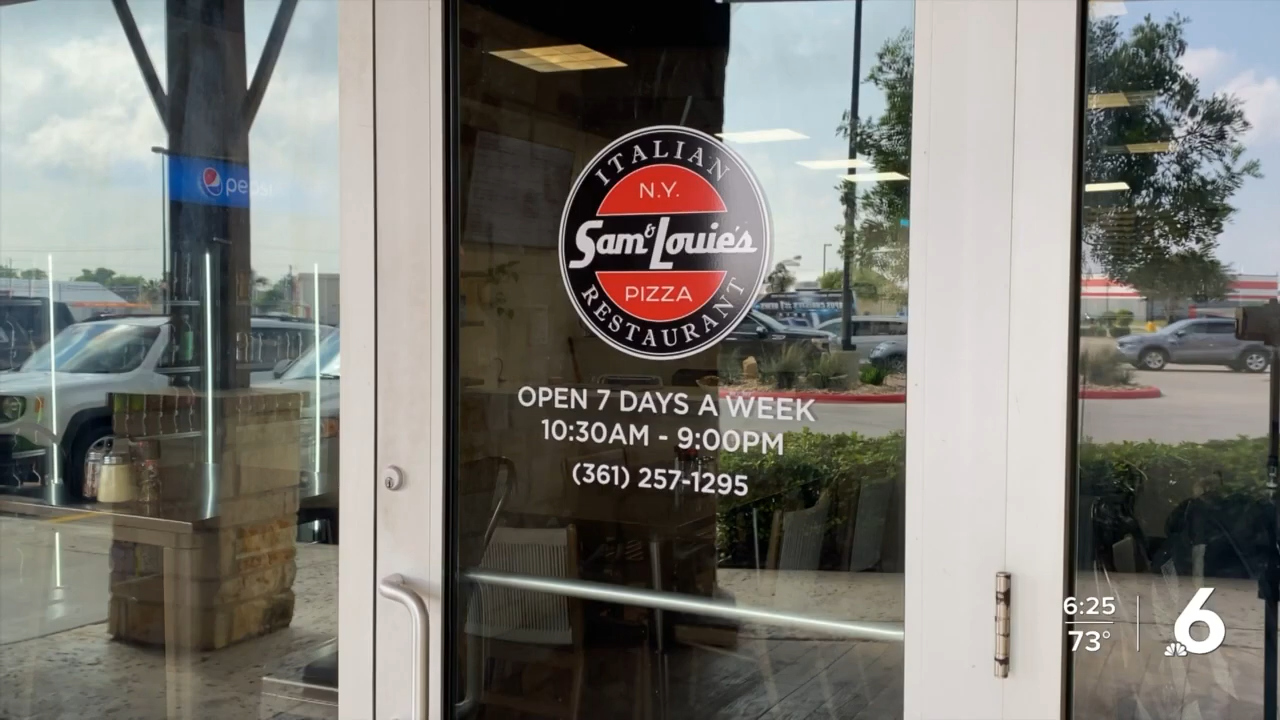 pepsi
ITALIAN
N.Y.
Sam & Louie's
PIZZA
RESTAURANT
OPEN 7 DAYS A WEEK
10:30AM - 9:00PM
(361) 257-1295
6:25
73°
6